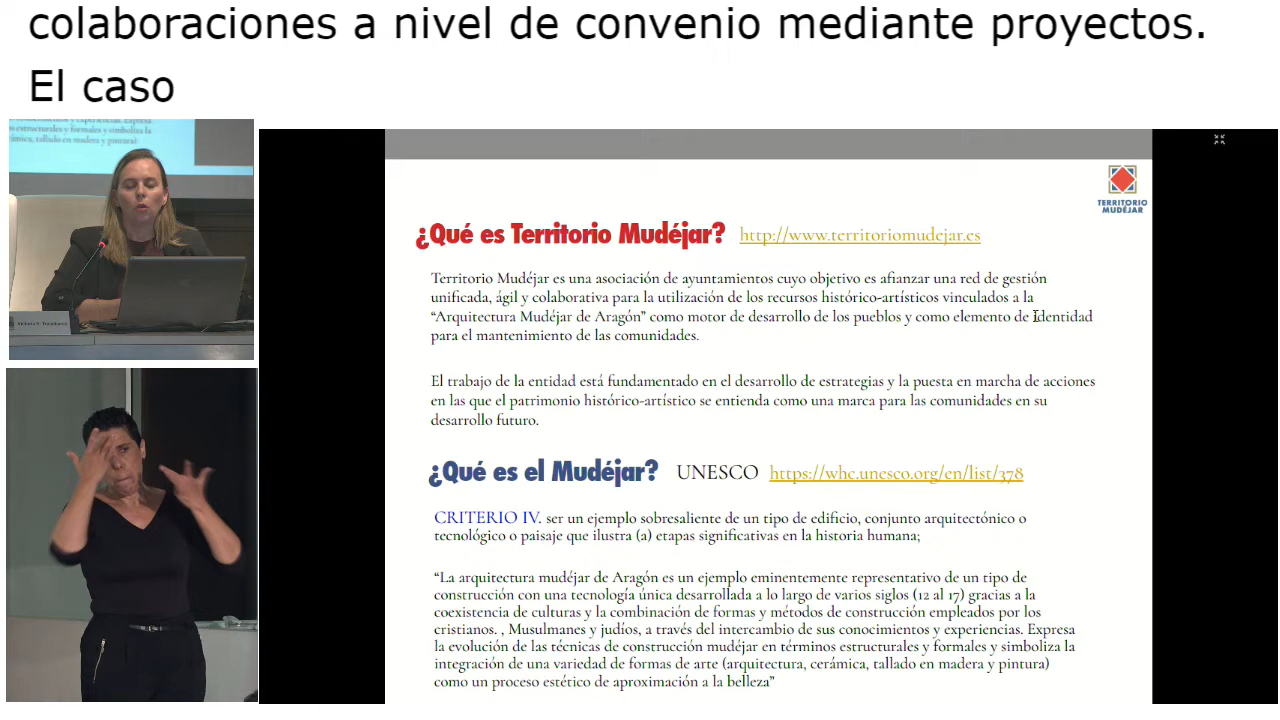 colaboraciones a nivel de convenio mediante proyectos.
El caso
estructurales y formales y simboliza la
tallado en madera y pintura)
TERRITORIO
MUDÉJAR
¿Qué es Territorio Mudéjar? http://www.territoriomudejar.es
Territorio Mudéjar es una asociación de ayuntamientos cuyo objetivo es afianzar una red de gestión
unificada, ágil y colaborativa para la utilización de los recursos histórico-artísticos vinculados a la
“Arquitectura Mudéjar de Aragón” como motor de desarrollo de los pueblos y como elemento de identidad
para el mantenimiento de las comunidades.
El trabajo de la entidad está fundamentado en el desarrollo de estrategias y la puesta en marcha de acciones
en las que el patrimonio histórico-artístico se entienda como una marca para las comunidades en su
desarrollo futuro.
¿Qué es el Mudéjar? UNESCO https://whc.unesco.org/en/list/378
CRITERIO IV. ser un ejemplo sobresaliente de un tipo de edificio, conjunto arquitectónico o
tecnológico o paisaje que ilustra (a) etapas significativas en la historia humana;
“La arquitectura mudéjar de Aragón es un ejemplo eminentemente representativo de un tipo de
construcción con una tecnología única desarrollada a lo largo de varios siglos (12 al 17) gracias a la
coexistencia de culturas y la combinación de formas y métodos de construcción empleados por los
cristianos. , Musulmanes y judíos, a través del intercambio de sus conocimientos y experiencias. Expresa
la evolución de las técnicas de construcción mudéjar en términos estructurales y formales y simboliza la
integración de una variedad de formas de arte (arquitectura, cerámica, tallado en madera y pintura)
como un proceso estético de aproximación a la belleza”